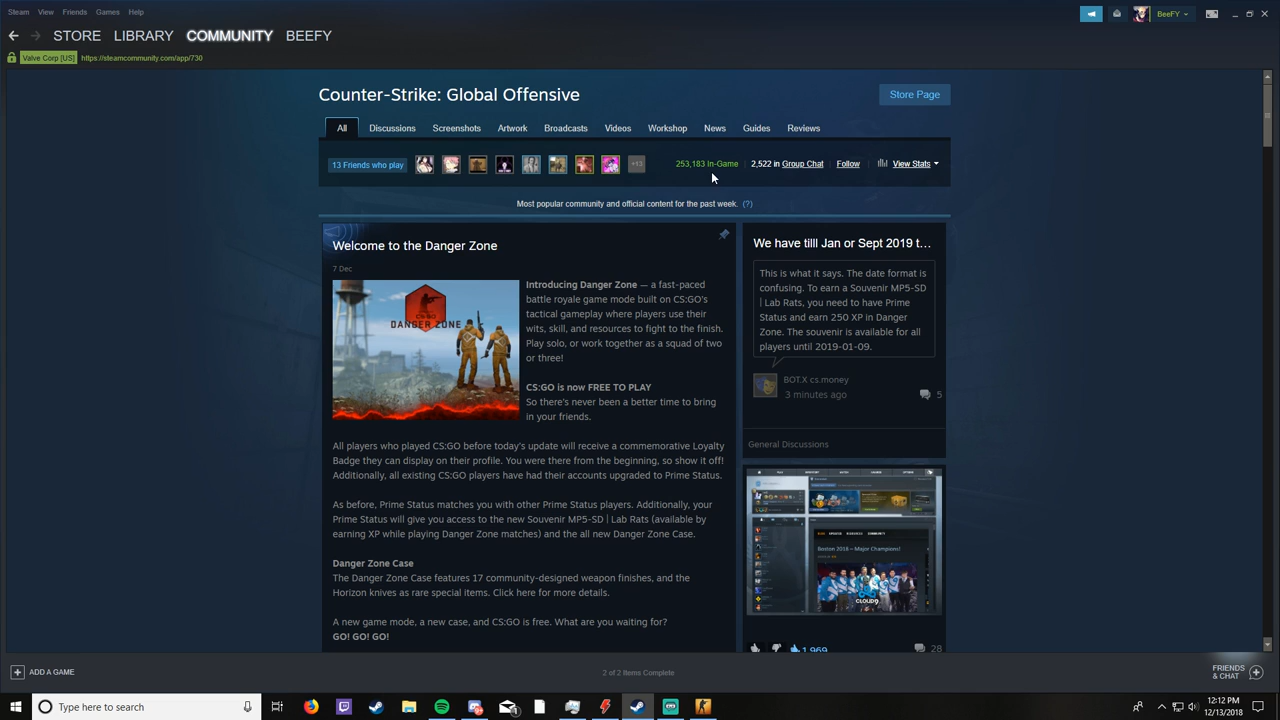 Steam View Friends Games Help
BeeFY
STORE LIBRARY COMMUNITY BEEFY
Valve Corp [US] https://steamcommunity.com/app/730
Counter-Strike: Global Offensive
Store Page
All Discussions Screenshots Artwork Broadcasts Videos Workshop News Guides Reviews
13 Friends who play +13 253,183 In-Game 2,522 in Group Chat Follow View Stats
Most popular community and official content for the past week. (?)
Welcome to the Danger Zone
7 Dec
CS:GO
DANGER ZONE
Introducing Danger Zone — a fast-paced
battle royale game mode built on CS:GO's
tactical gameplay where players use their
wits, skill, and resources to fight to the finish.
Play solo, or work together as a squad of two
or three!
CS:GO is now FREE TO PLAY
So there's never been a better time to bring
in your friends.
All players who played CS:GO before today's update will receive a commemorative Loyalty
Badge they can display on their profile. You were there from the beginning, so show it off!
Additionally, all existing CS:GO players have had their accounts upgraded to Prime Status.
As before, Prime Status matches you with other Prime Status players. Additionally, your
Prime Status will give you access to the new Souvenir MP5-SD | Lab Rats (available by
earning XP while playing Danger Zone matches) and the all new Danger Zone Case.
Danger Zone Case
The Danger Zone Case features 17 community-designed weapon finishes, and the
Horizon knives as rare special items. Click here for more details.
A new game mode, a new case, and CS:GO is free. What are you waiting for?
GO! GO! GO!
We have tilll Jan or Sept 2019 t...
This is what it says. The date format is
confusing. To earn a Souvenir MP5-SD
| Lab Rats, you need to have Prime
Status and earn 250 XP in Danger
Zone. The souvenir is available for all
players until 2019-01-09.
BOT.X cs.money
3 minutes ago 5
General Discussions
Boston 2018 – Major Champions!
CLOUD9
1,969 28
ADD A GAME
2 of 2 Items Complete
FRIENDS
& CHAT
Type here to search
12:12 PM
12/13/2018